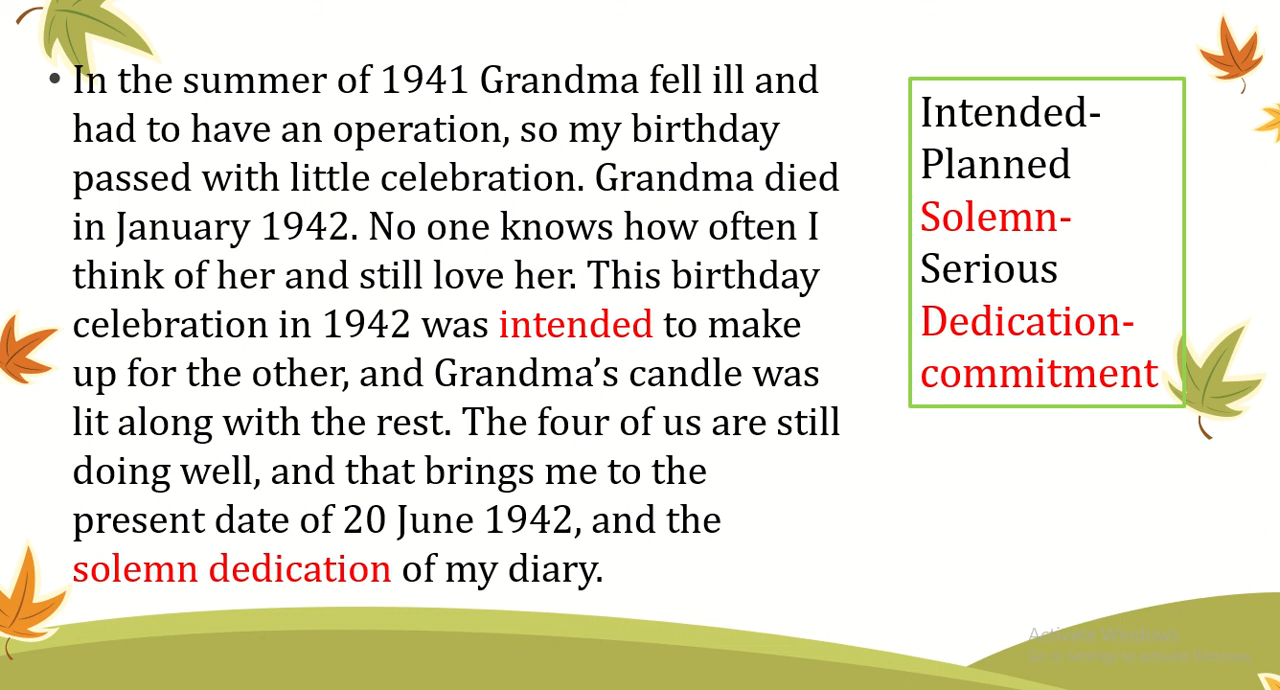 • In the summer of 1941 Grandma fell ill and
had to have an operation, so my birthday
passed with little celebration. Grandma died
in January 1942. No one knows how often I
think of her and still love her. This birthday
celebration in 1942 was intended to make
up for the other, and Grandma’s candle was
lit along with the rest. The four of us are still
doing well, and that brings me to the
present date of 20 June 1942, and the
solemn dedication of my diary.
Intended-
Planned
Solemn-
Serious
Dedication-
commitment
Activate Windows